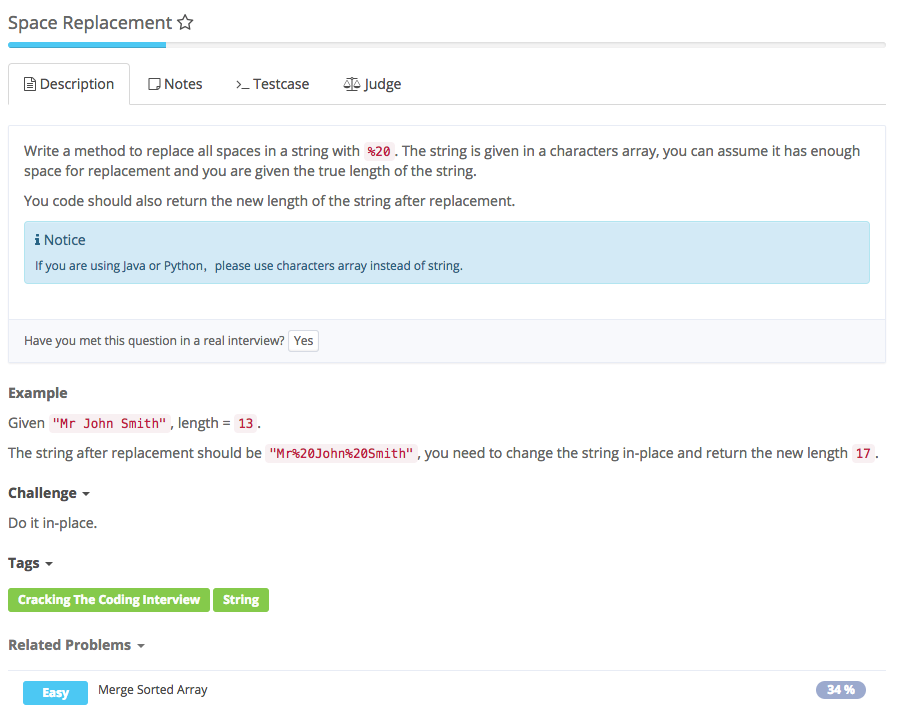 Space Replacement
Description Notes >_ Testcase Judge
Write a method to replace all spaces in a string with %20 . The string is given in a characters array, you can assume it has enough
space for replacement and you are given the true length of the string.
You code should also return the new length of the string after replacement.
Notice
If you are using Java or Python，please use characters array instead of string.
Have you met this question in a real interview? Yes
Example
Given "Mr John Smith" , length = 13 .
The string after replacement should be "Mr%20John%20Smith" , you need to change the string in-place and return the new length 17 .
Challenge
Do it in-place.
Tags
Cracking The Coding Interview String
Related Problems
Easy Merge Sorted Array 34 %